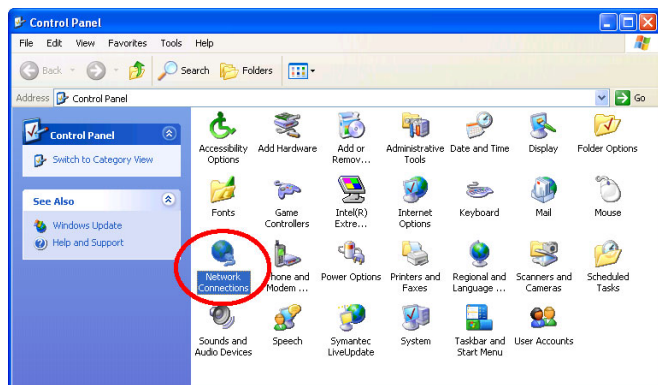 Control Panel
File Edit View Favorites Tools Help
Back Search Folders
Address Control Panel Go
Control Panel
Switch to Category View
See Also
Windows Update
Help and Support
Accessibility Options
Add Hardware
Add or Remov...
Administrative Tools
Date and Time
Display
Folder Options
Fonts
Game Controllers
Intel(R) Extre...
Internet Options
Keyboard
Mail
Mouse
Network Connections
Phone and Modem ...
Power Options
Printers and Faxes
Regional and Language ...
Scanners and Cameras
Scheduled Tasks
Sounds and Audio Devices
Speech
Symantec LiveUpdate
System
Taskbar and Start Menu
User Accounts